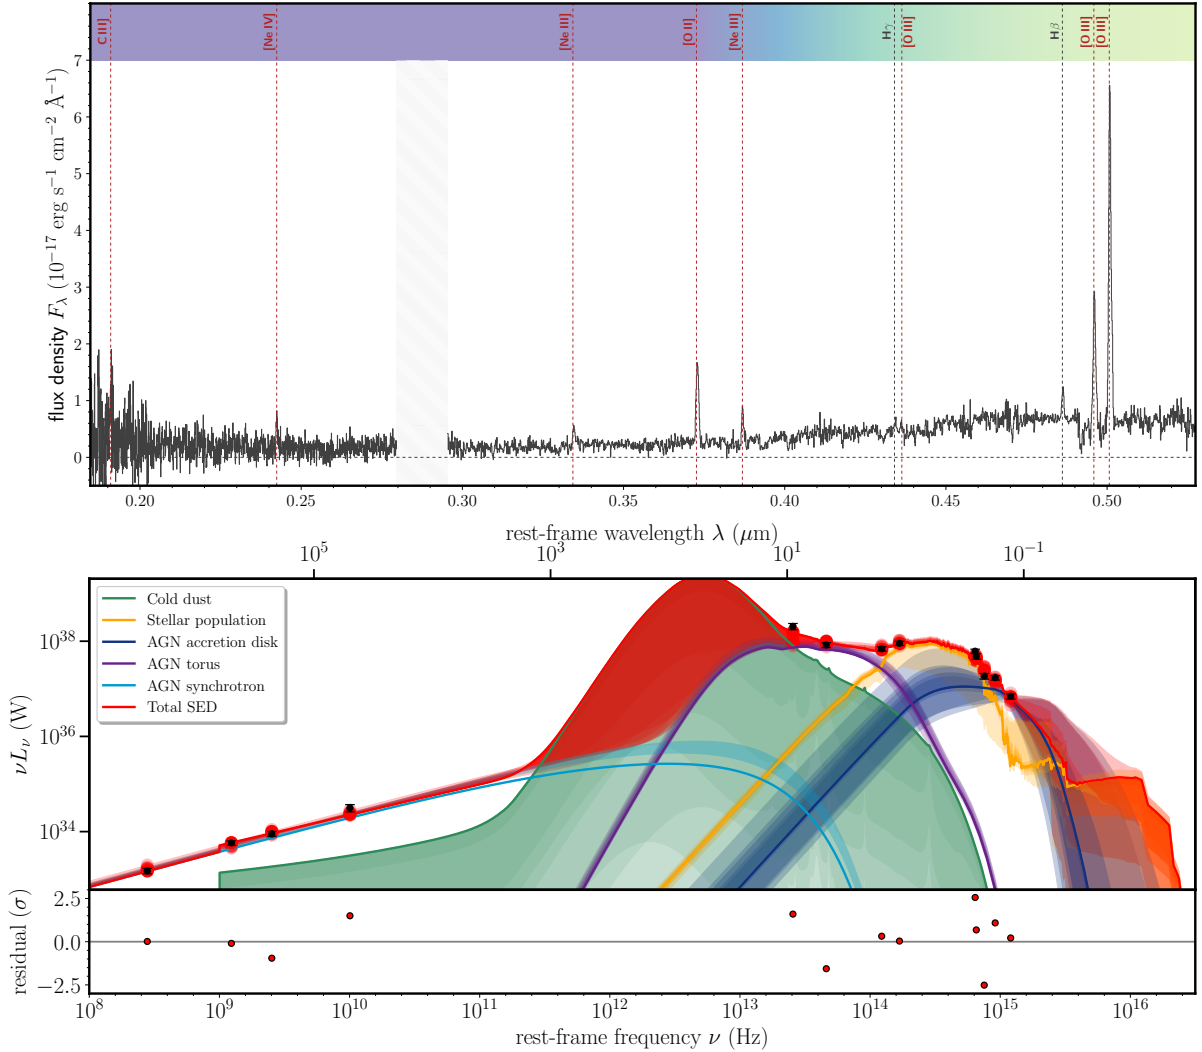 C III]
[Ne IV]
[Ne III]
[O II]
[Ne III]
Hγ
[O III]
Hβ
[O III]
[O III]
flux density F_λ (10⁻¹⁷ erg s⁻¹ cm⁻² Å⁻¹)
7
6
5
4
3
2
1
0
0.20 0.25 0.30 0.35 0.40 0.45 0.50
rest-frame wavelength λ (μm)
10⁵ 10³ 10¹ 10⁻¹
Cold dust
Stellar population
AGN accretion disk
AGN torus
AGN synchrotron
Total SED
νL_ν (W)
10³⁸
10³⁶
10³⁴
residual (σ)
2.5
0.0
−2.5
10⁸ 10⁹ 10¹⁰ 10¹¹ 10¹² 10¹³ 10¹⁴ 10¹⁵ 10¹⁶
rest-frame frequency ν (Hz)